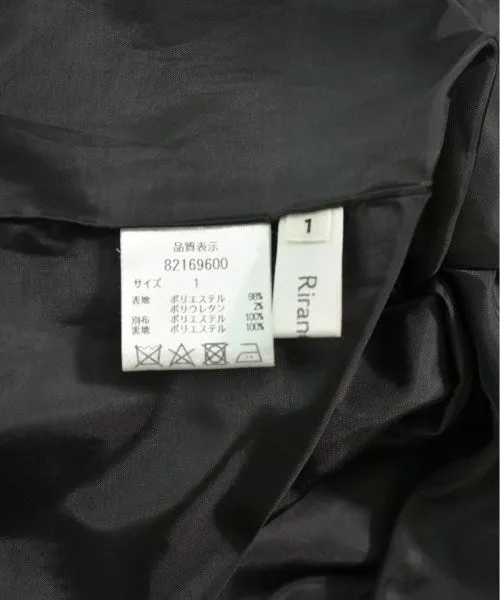 品質表示
82169600
サイズ 1
表地 ポリエステル 98%
ポリウレタン 2%
別布 ポリエステル 100%
裏地 ポリエステル 100%
1
Riran